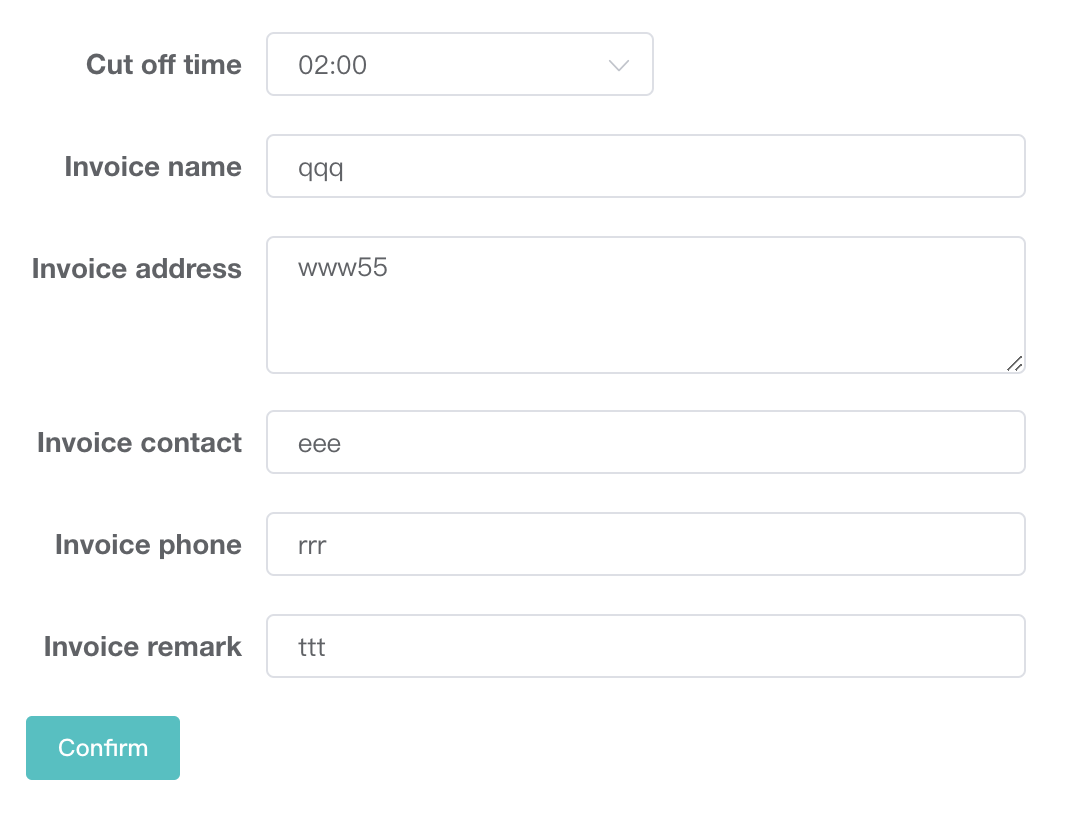 Cut off time 02:00
Invoice name qqq
Invoice address www55
Invoice contact eee
Invoice phone rrr
Invoice remark ttt
Confirm